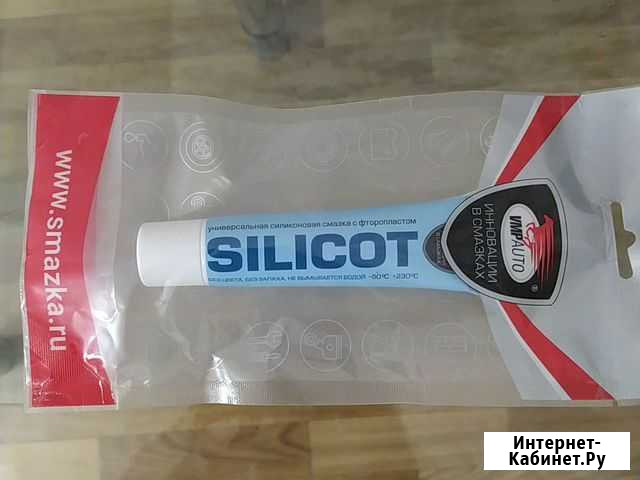 www.smazka.ru
универсальная силиконовая смазка с фторопластом
SILICOT
БЕЗ ЦВЕТА, БЕЗ ЗАПАХА, НЕ ВЫМЫВАЕТСЯ ВОДОЙ -50°C +230°C
VMPAUTO
ИННОВАЦИИ
В СМАЗКАХ
®
Интернет-
Кабинет.Ру